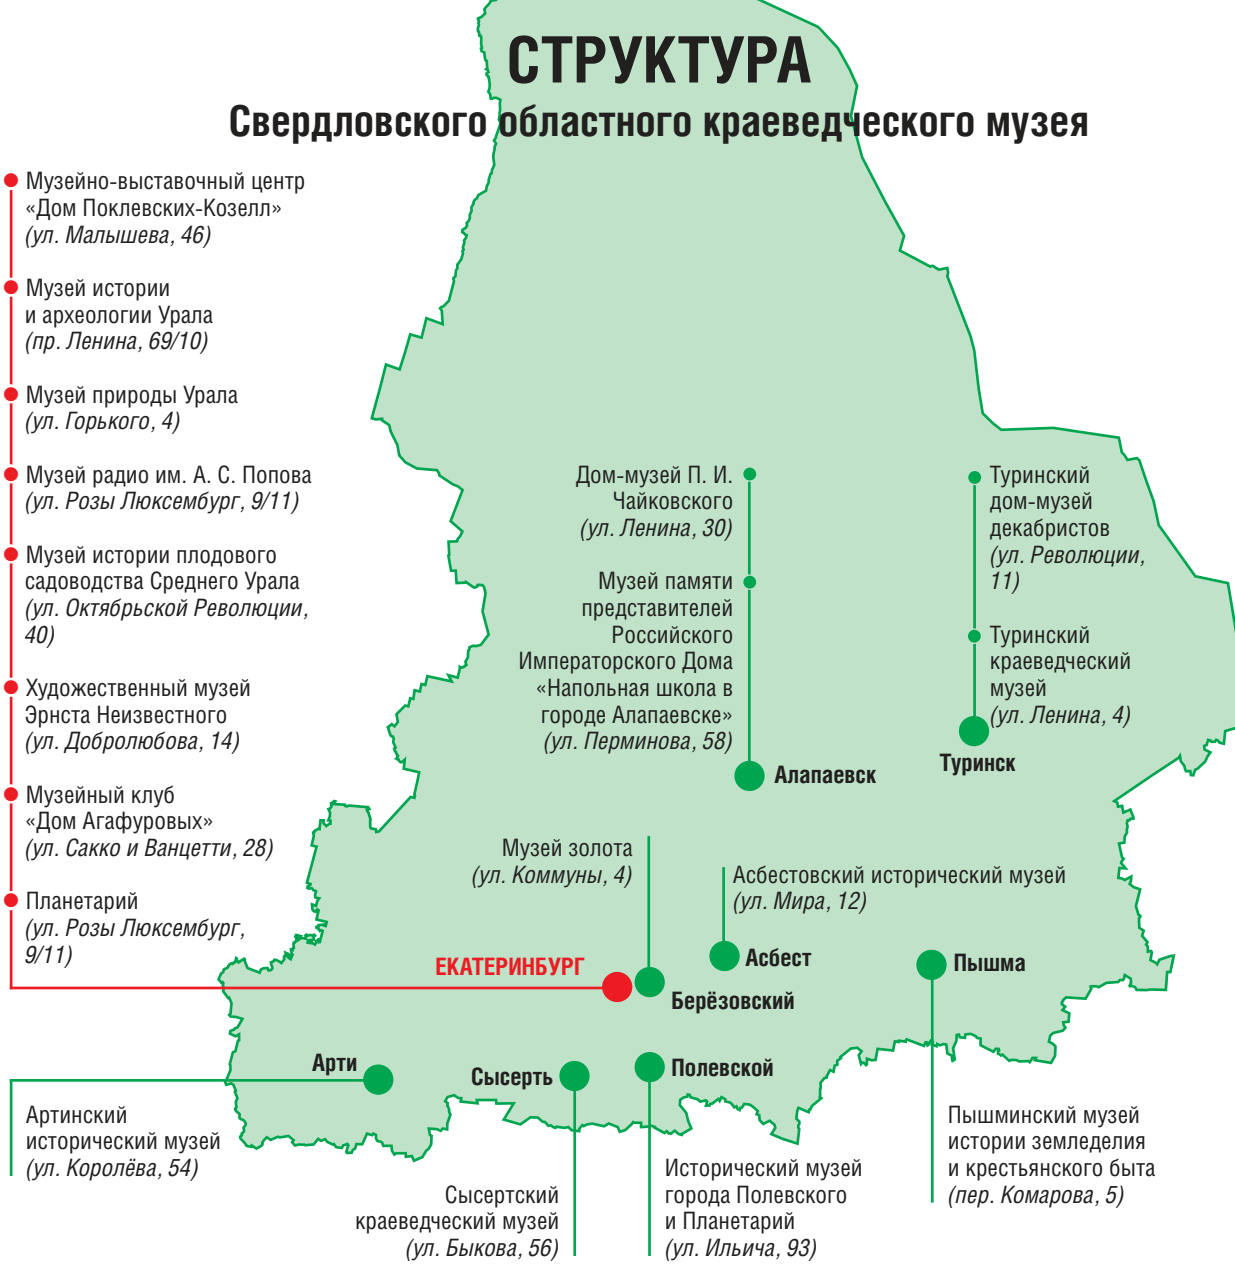 СТРУКТУРА
Свердловского областного краеведческого музея
Музейно-выставочный центр
«Дом Поклевских-Козелл»
(ул. Малышева, 46)
Музей истории
и археологии Урала
(пр. Ленина, 69/10)
Музей природы Урала
(ул. Горького, 4)
Музей радио им. А. С. Попова
(ул. Розы Люксембург, 9/11)
Музей истории плодового
садоводства Среднего Урала
(ул. Октябрьской Революции,
40)
Художественный музей
Эрнста Неизвестного
(ул. Добролюбова, 14)
Музейный клуб
«Дом Агафуровых»
(ул. Сакко и Ванцетти, 28)
Планетарий
(ул. Розы Люксембург,
9/11)
ЕКАТЕРИНБУРГ
Дом-музей П. И.
Чайковского
(ул. Ленина, 30)
Музей памяти
представителей
Российского
Императорского Дома
«Напольная школа в
городе Алапаевске»
(ул. Перминова, 58)
Алапаевск
Туринский
дом-музей
декабристов
(ул. Революции,
11)
Туринский
краеведческий
музей
(ул. Ленина, 4)
Туринск
Музей золота
(ул. Коммуны, 4)
Берёзовский
Асбестовский исторический музей
(ул. Мира, 12)
Асбест
Пышма
Пышминский музей
истории земледелия
и крестьянского быта
(пер. Комарова, 5)
Арти
Артинский
исторический музей
(ул. Королёва, 54)
Сысерть
Сысертский
краеведческий музей
(ул. Быкова, 56)
Полевской
Исторический музей
города Полевского
и Планетарий
(ул. Ильича, 93)